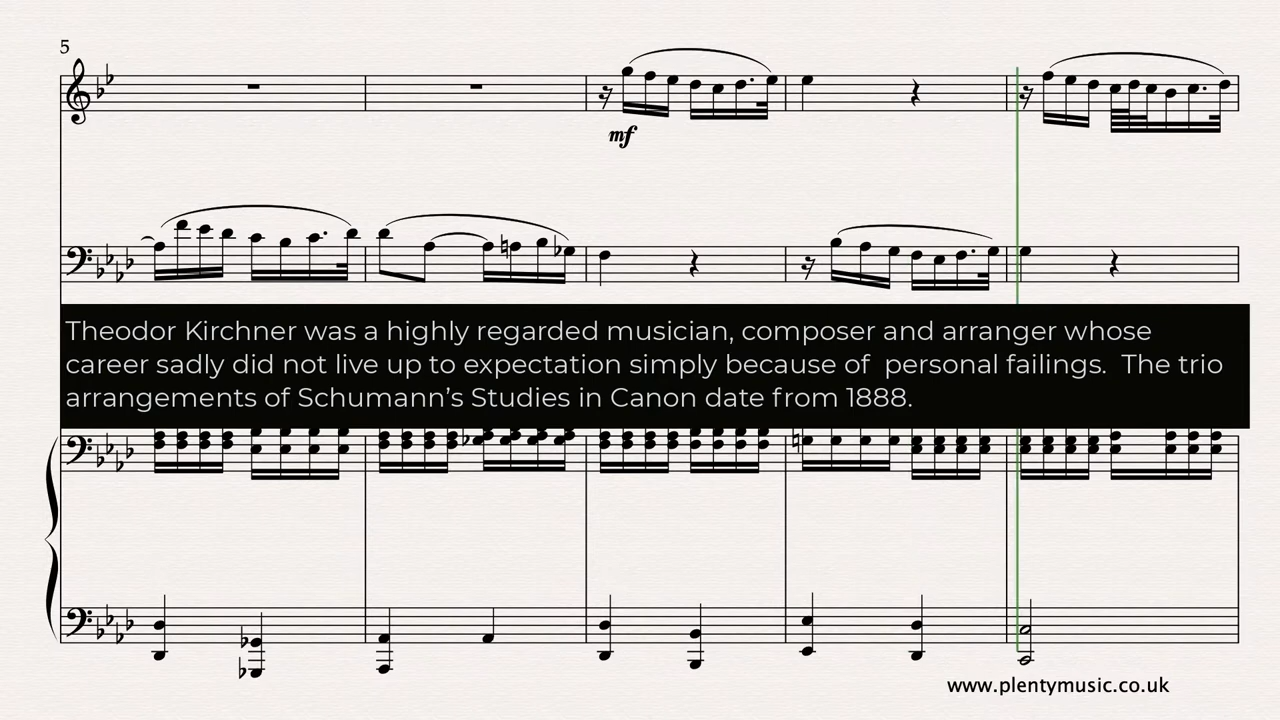 5
mf
Theodor Kirchner was a highly regarded musician, composer and arranger whose
career sadly did not live up to expectation simply because of  personal failings.  The trio
arrangements of Schumann’s Studies in Canon date from 1888.
www.plentymusic.co.uk